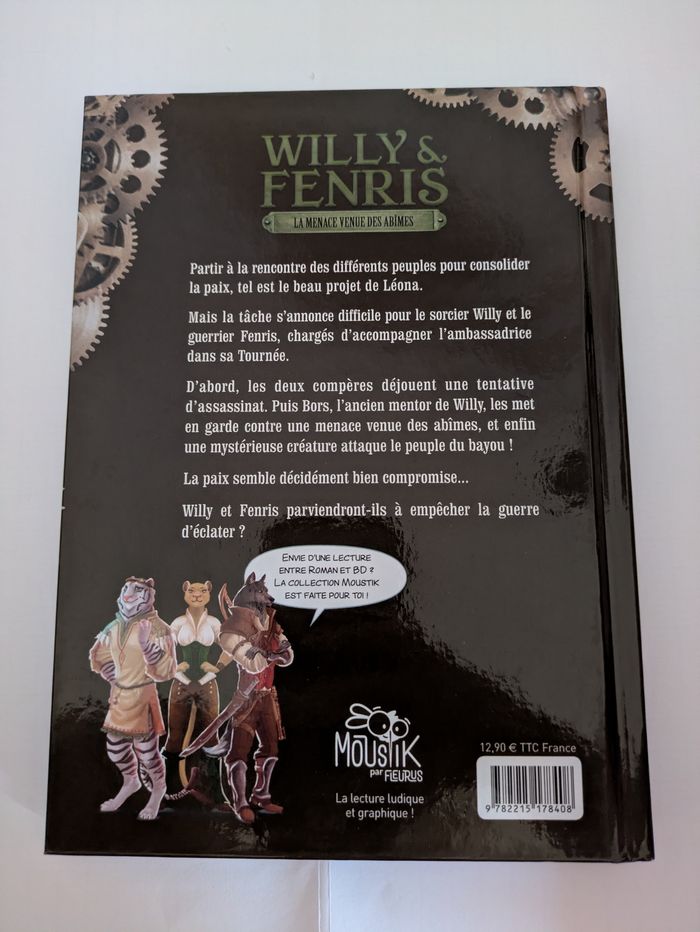 WILLY &
FENRIS
LA MENACE VENUE DES ABÎMES
Partir à la rencontre des différents peuples pour consolider
la paix, tel est le beau projet de Léona.
Mais la tâche s'annonce difficile pour le sorcier Willy et le
guerrier Fenris, chargés d'accompagner l'ambassadrice
dans sa Tournée.
D'abord, les deux compères déjouent une tentative
d'assassinat. Puis Bors, l'ancien mentor de Willy, les met
en garde contre une menace venue des abîmes, et enfin
une mystérieuse créature attaque le peuple du bayou !
La paix semble décidément bien compromise...
Willy et Fenris parviendront-ils à empêcher la guerre
d'éclater ?
ENVIE D'UNE LECTURE
ENTRE ROMAN ET BD ?
LA COLLECTION MOUSTIK
EST FAITE POUR TOI !
MOUSTIK
par FLEURUS
La lecture ludique
et graphique !
12,90 € TTC France
9 782215 178408